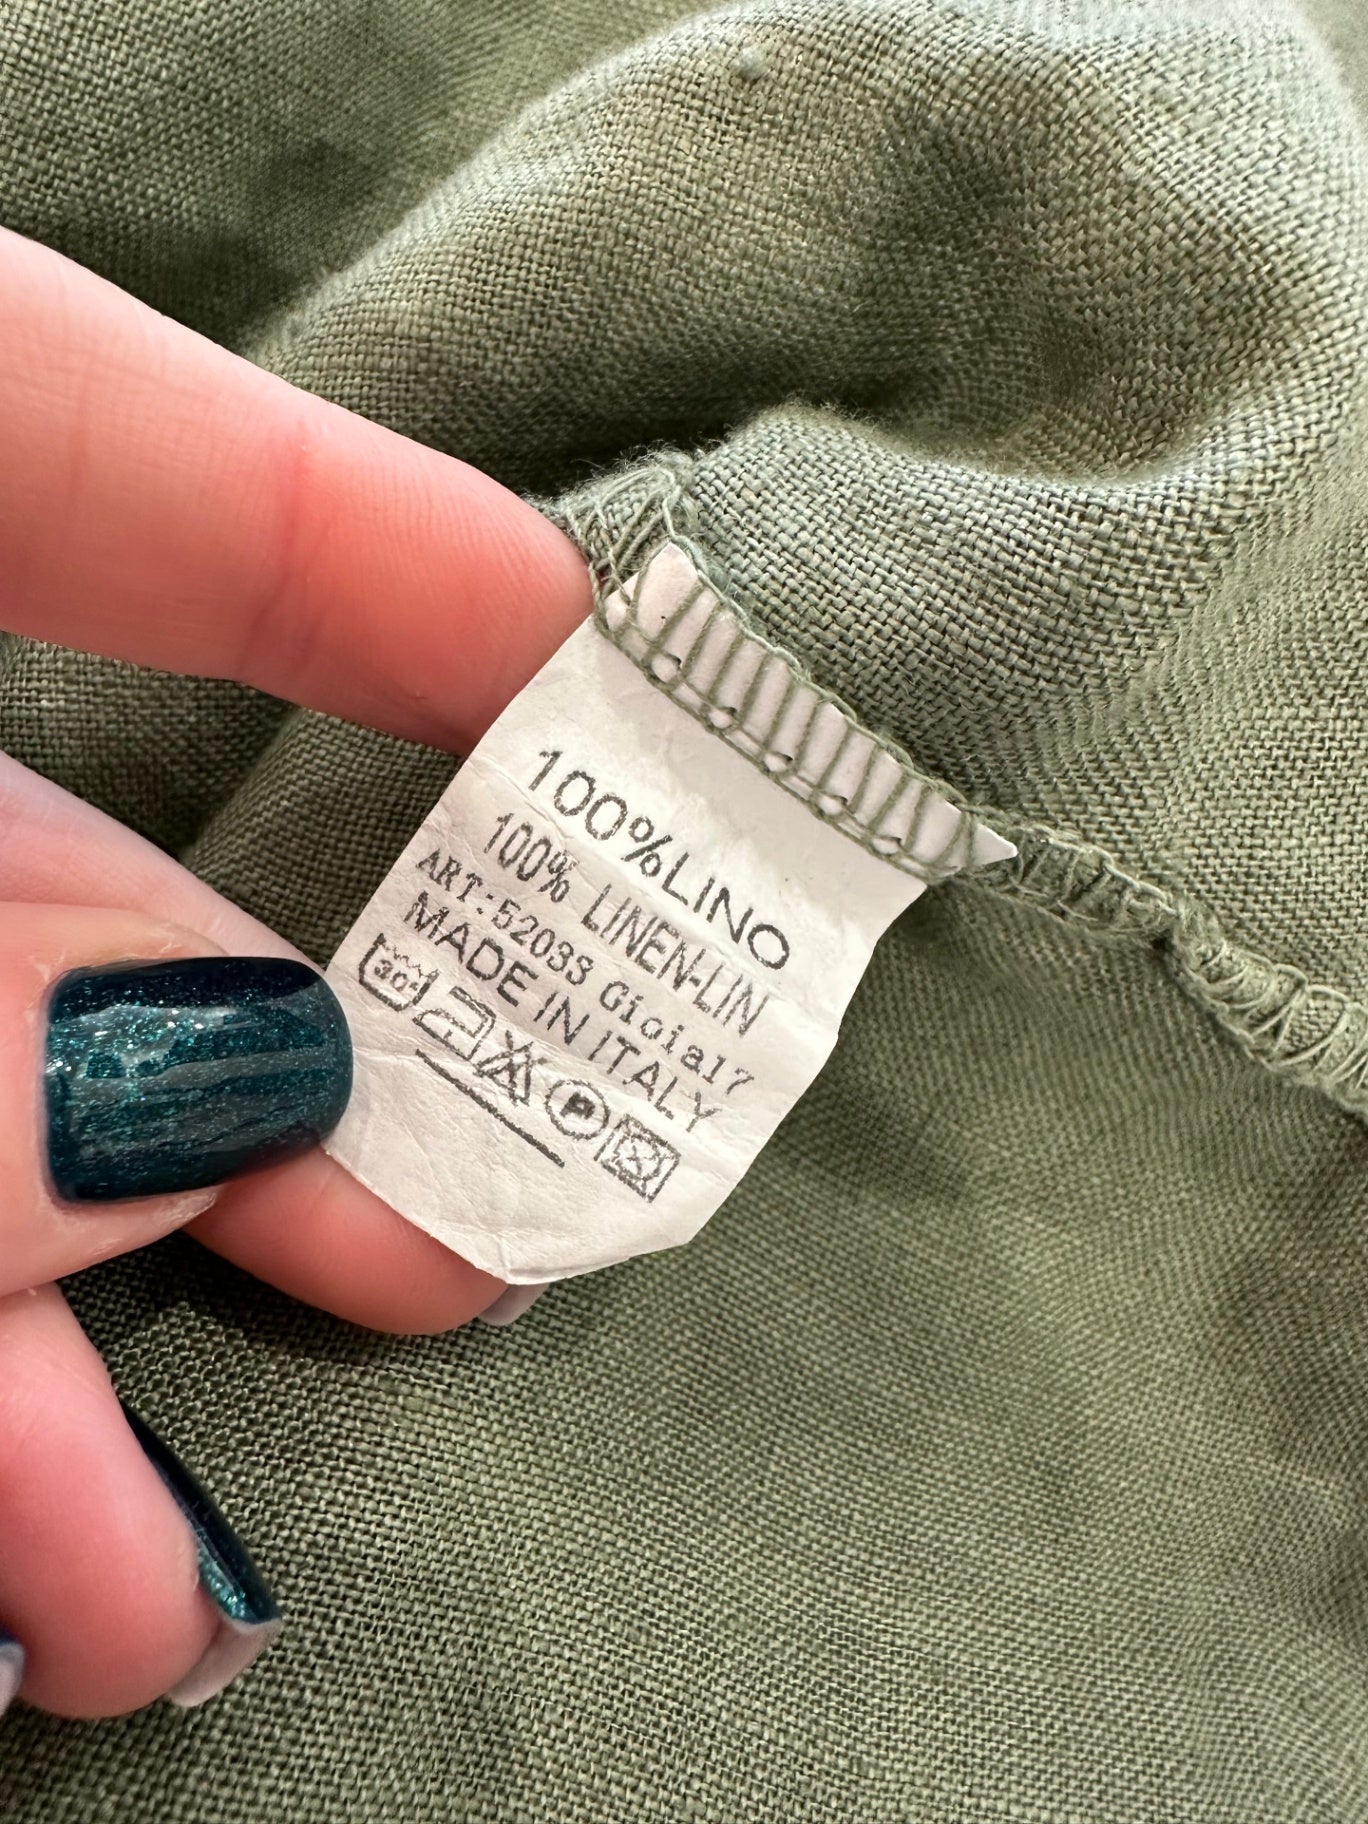 100%LINO
100% LINEN-LIN
ART:52033 Gioia17
MADE IN ITALY
30°
P